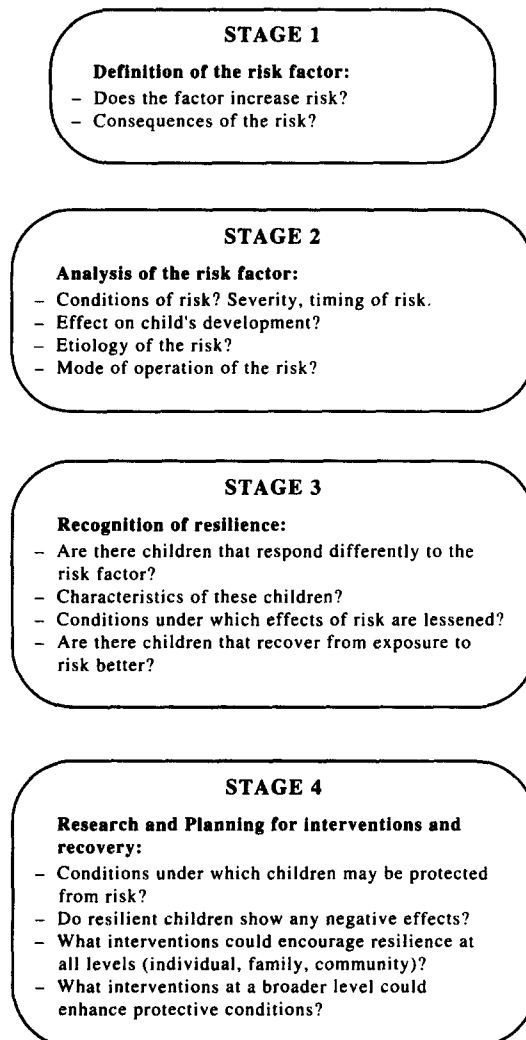 STAGE 1
Definition of the risk factor:
– Does the factor increase risk?
– Consequences of the risk?
STAGE 2
Analysis of the risk factor:
– Conditions of risk? Severity, timing of risk.
– Effect on child's development?
– Etiology of the risk?
– Mode of operation of the risk?
STAGE 3
Recognition of resilience:
– Are there children that respond differently to the
risk factor?
– Characteristics of these children?
– Conditions under which effects of risk are lessened?
– Are there children that recover from exposure to
risk better?
STAGE 4
Research and Planning for interventions and
recovery:
– Conditions under which children may be protected
from risk?
– Do resilient children show any negative effects?
– What interventions could encourage resilience at
all levels (individual, family, community)?
– What interventions at a broader level could
enhance protective conditions?